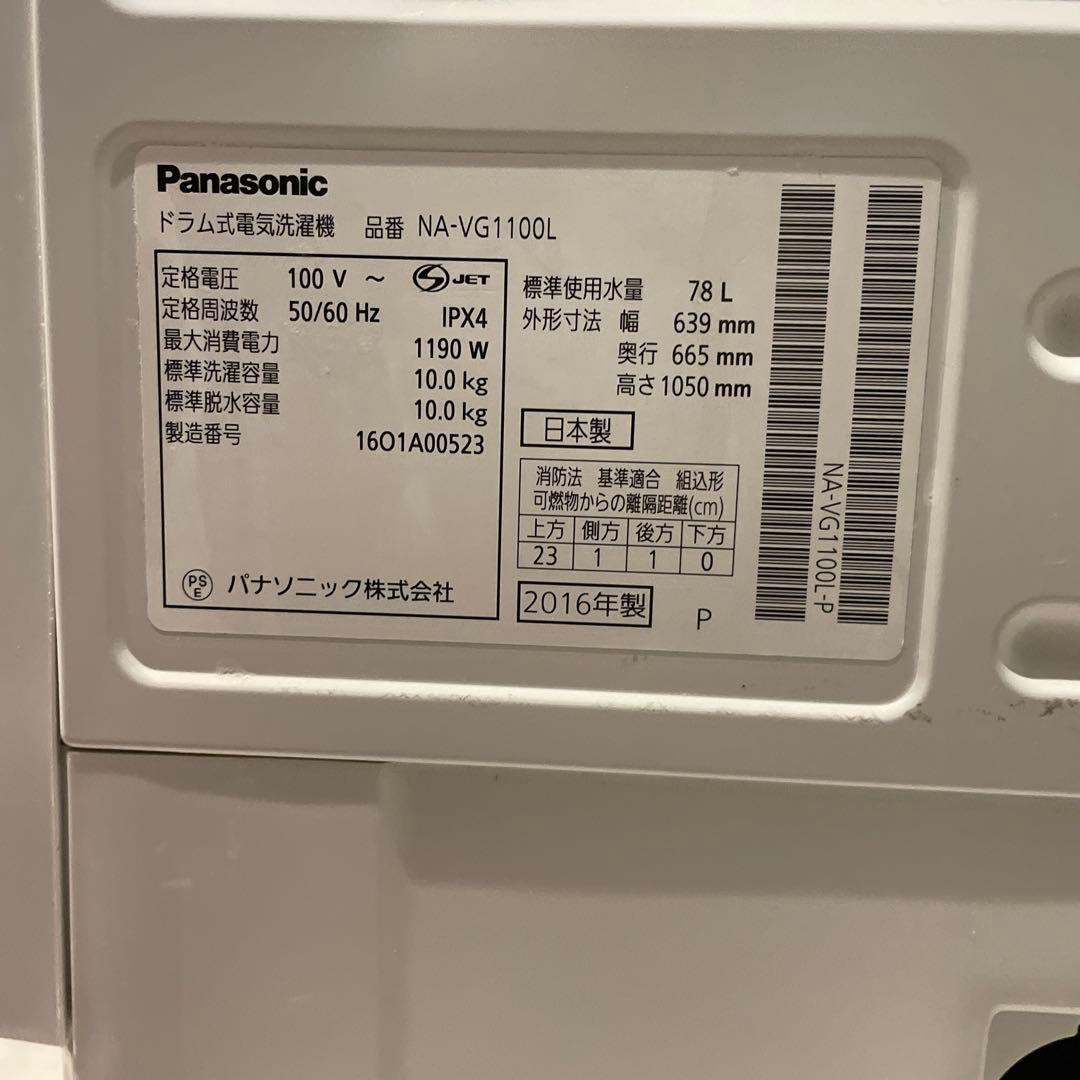 Panasonic
ドラム式電気洗濯機 品番 NA-VG1100L
定格電圧 100 V ～ S JET
定格周波数 50/60 Hz IPX4
最大消費電力 1190 W
標準洗濯容量 10.0 kg
標準脱水容量 10.0 kg
製造番号 16O1A00523
PSE パナソニック株式会社
標準使用水量 78 L
外形寸法 幅 639 mm
奥行 665 mm
高さ 1050 mm
日本製
消防法 基準適合 組込形
可燃物からの離隔距離(cm)
上方 側方 後方 下方
23 1 1 0
2016年製 P
NA-VG1100L-P